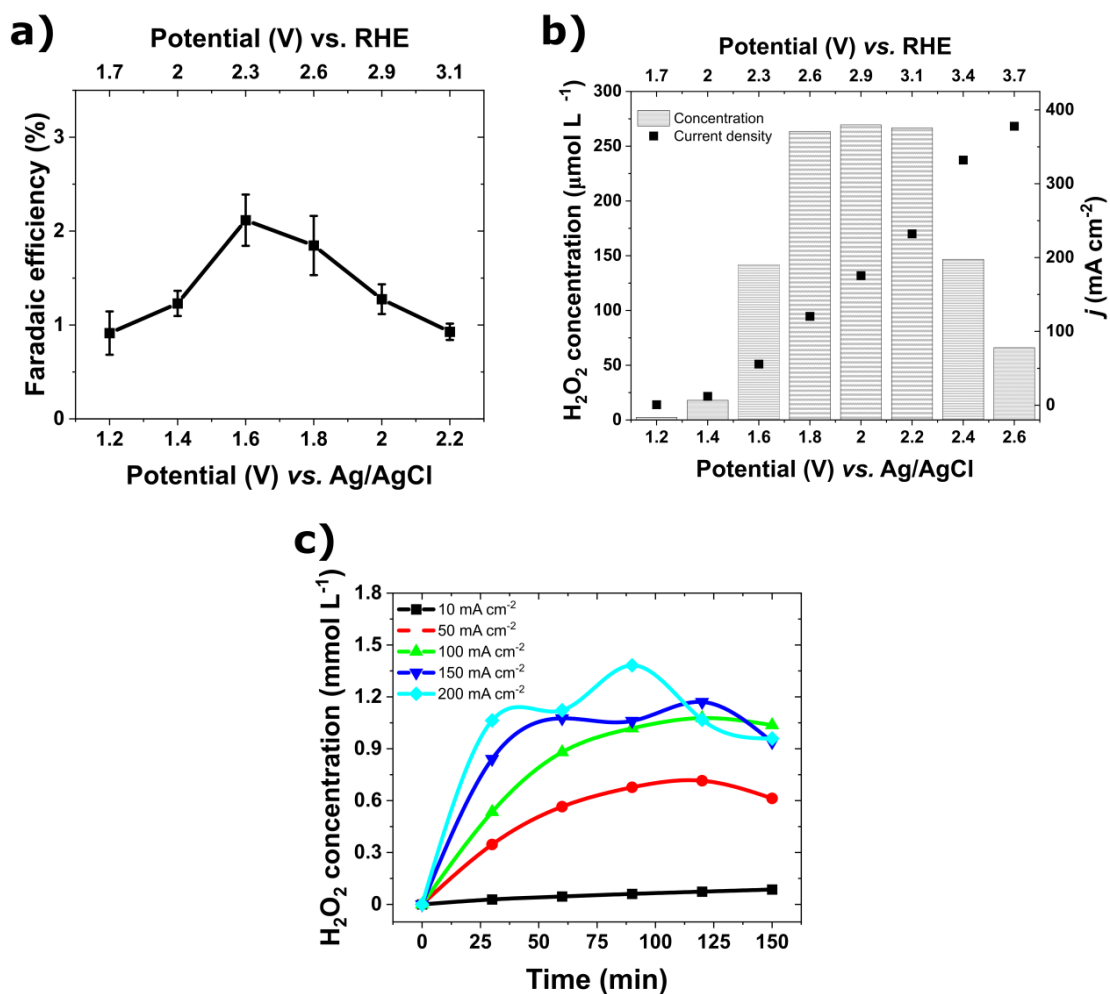 a)
Potential (V) vs. RHE
1.7 2 2.3 2.6 2.9 3.1
Faradaic efficiency (%)
3
2
1
0
1.2 1.4 1.6 1.8 2 2.2
Potential (V) vs. Ag/AgCl
b)
Potential (V) vs. RHE
1.7 2 2.3 2.6 2.9 3.1 3.4 3.7
H₂O₂ concentration (μmol L⁻¹)
300
250
200
150
100
50
0
Concentration
Current density
400
300
200
100
0
j (mA cm⁻²)
1.2 1.4 1.6 1.8 2 2.2 2.4 2.6
Potential (V) vs. Ag/AgCl
c)
H₂O₂ concentration (mmol L⁻¹)
1.8
1.5
1.2
0.9
0.6
0.3
0
10 mA cm⁻²
50 mA cm⁻²
100 mA cm⁻²
150 mA cm⁻²
200 mA cm⁻²
0 25 50 75 100 125 150
Time (min)